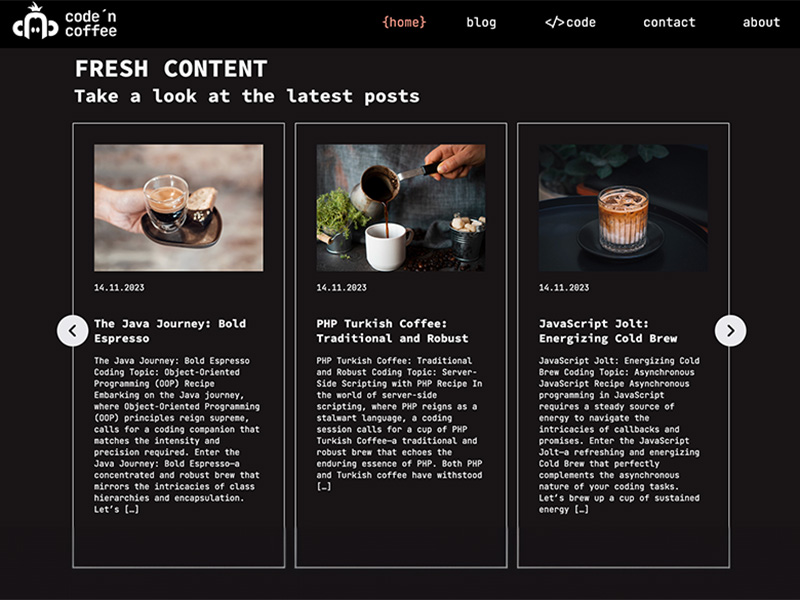 code´n
coffee
{home}
blog
</>code
contact
about
FRESH CONTENT
Take a look at the latest posts
14.11.2023
The Java Journey: Bold
Espresso
The Java Journey: Bold Espresso
Coding Topic: Object-Oriented
Programming (OOP) Recipe
Embarking on the Java journey,
where Object-Oriented Programming
(OOP) principles reign supreme,
calls for a coding companion that
matches the intensity and
precision required. Enter the
Java Journey: Bold Espresso—a
concentrated and robust brew that
mirrors the intricacies of class
hierarchies and encapsulation.
Let’s […]
14.11.2023
PHP Turkish Coffee:
Traditional and Robust
PHP Turkish Coffee: Traditional
and Robust Coding Topic: Server-
Side Scripting with PHP Recipe In
the world of server-side
scripting, where PHP reigns as a
stalwart language, a coding
session calls for a cup of PHP
Turkish Coffee—a traditional and
robust brew that echoes the
enduring essence of PHP. Both PHP
and Turkish coffee have withstood
[…]
14.11.2023
JavaScript Jolt:
Energizing Cold Brew
JavaScript Jolt: Energizing Cold
Brew Coding Topic: Asynchronous
JavaScript Recipe Asynchronous
programming in JavaScript
requires a steady source of
energy to navigate the
intricacies of callbacks and
promises. Enter the JavaScript
Jolt—a refreshing and energizing
Cold Brew that perfectly
complements the asynchronous
nature of your coding tasks.
Let’s brew up a cup of sustained
energy […]